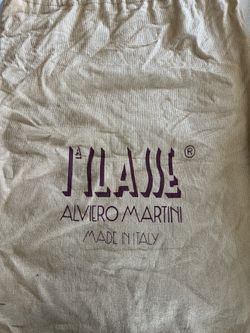 1ᴬ CLASSE ®
ALVIERO MARTINI
MADE IN ITALY